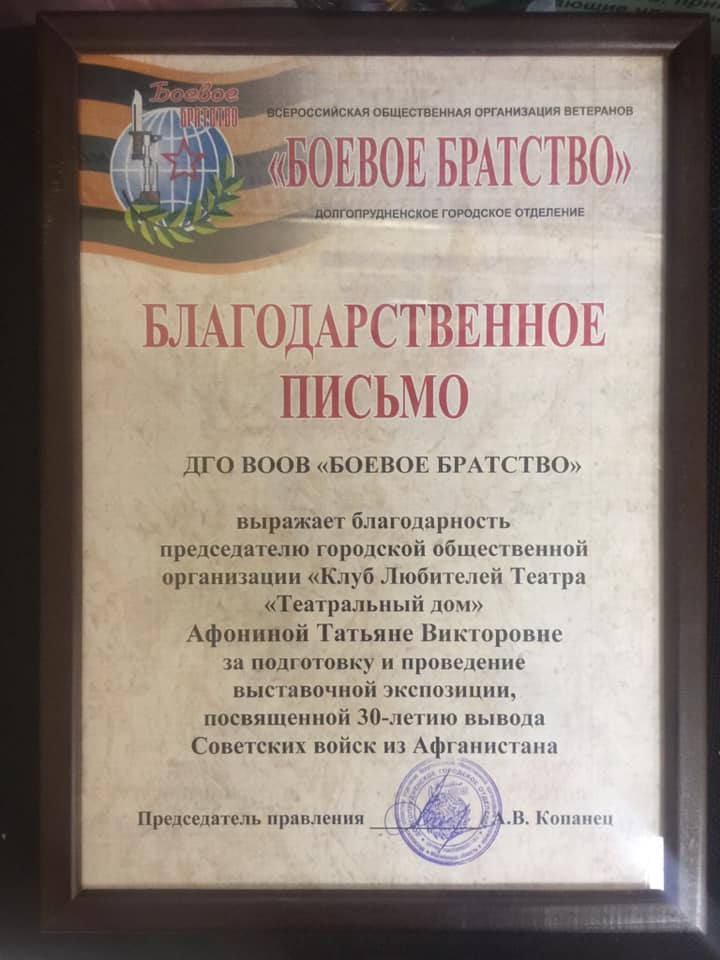 Боевое
БРАТСТВО
ВСЕРОССИЙСКАЯ ОБЩЕСТВЕННАЯ ОРГАНИЗАЦИЯ ВЕТЕРАНОВ
«БОЕВОЕ БРАТСТВО»
ДОЛГОПРУДНЕНСКОЕ ГОРОДСКОЕ ОТДЕЛЕНИЕ
БЛАГОДАРСТВЕННОЕ
ПИСЬМО
ДГО ВООВ «БОЕВОЕ БРАТСТВО»
выражает благодарность
председателю городской общественной
организации «Клуб Любителей Театра
«Театральный дом»
Афониной Татьяне Викторовне
за подготовку и проведение
выставочной экспозиции,
посвященной 30-летию вывода
Советских войск из Афганистана
Председатель правления А.В. Копанец